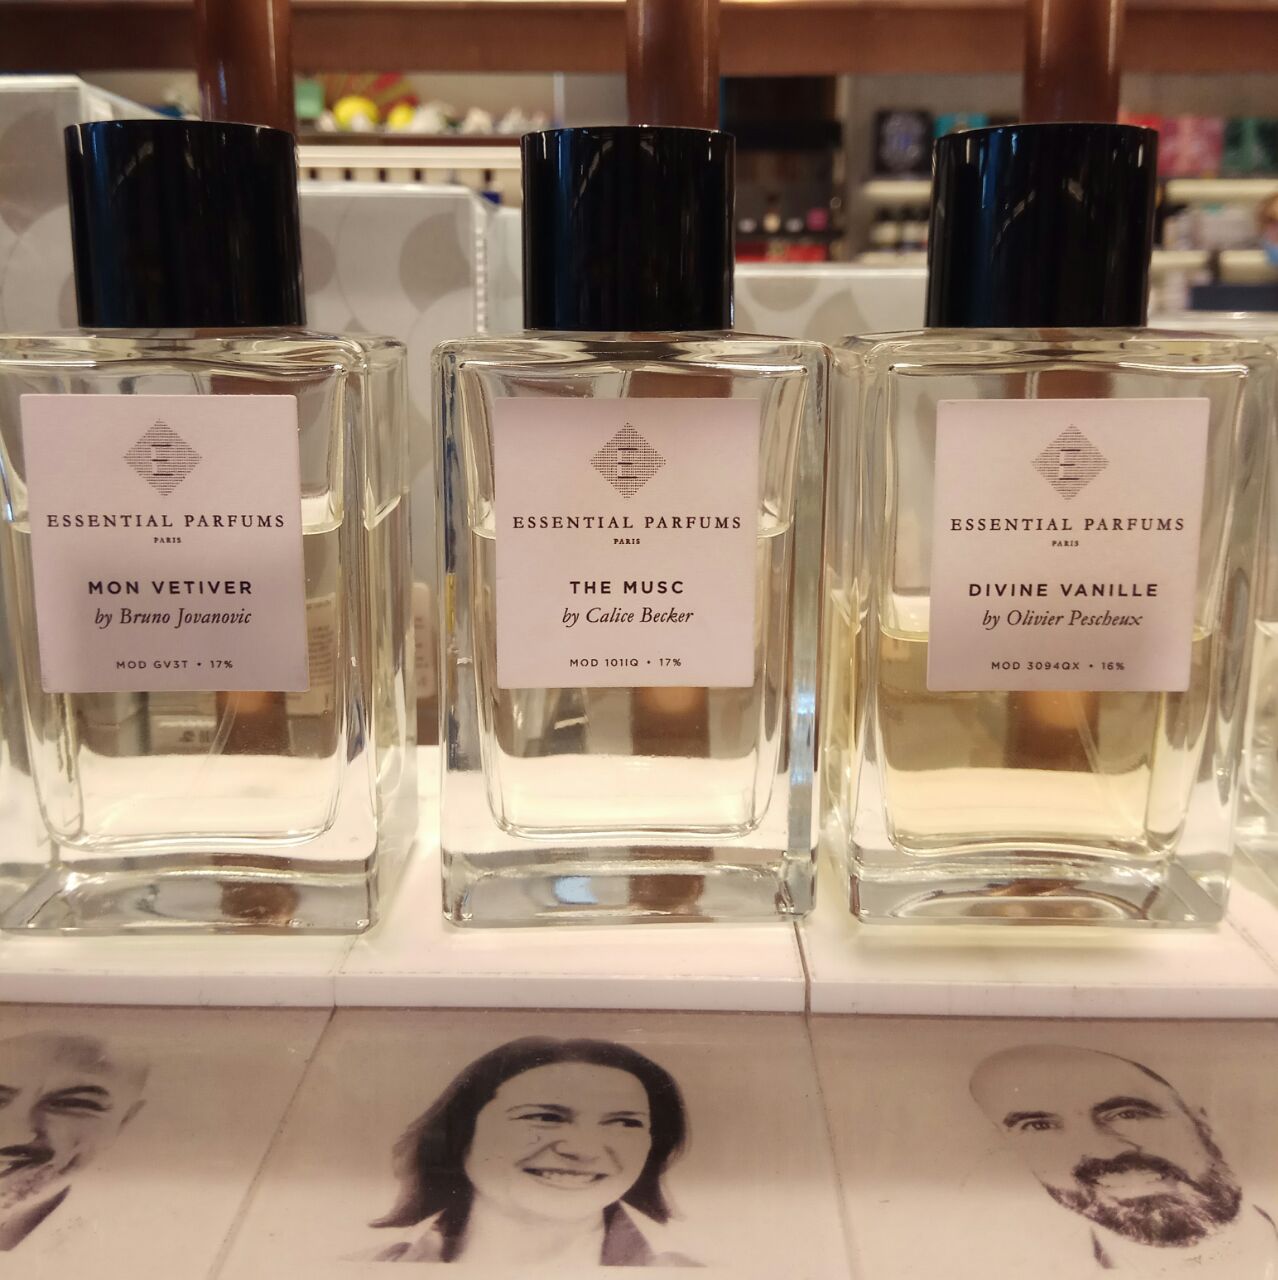 E
ESSENTIAL PARFUMS
PARIS
MON VETIVER
by Bruno Jovanovic
MOD GV3T • 17%
E
ESSENTIAL PARFUMS
PARIS
THE MUSC
by Calice Becker
MOD 101IQ • 17%
E
ESSENTIAL PARFUMS
PARIS
DIVINE VANILLE
by Olivier Pescheux
MOD 3094QX • 16%